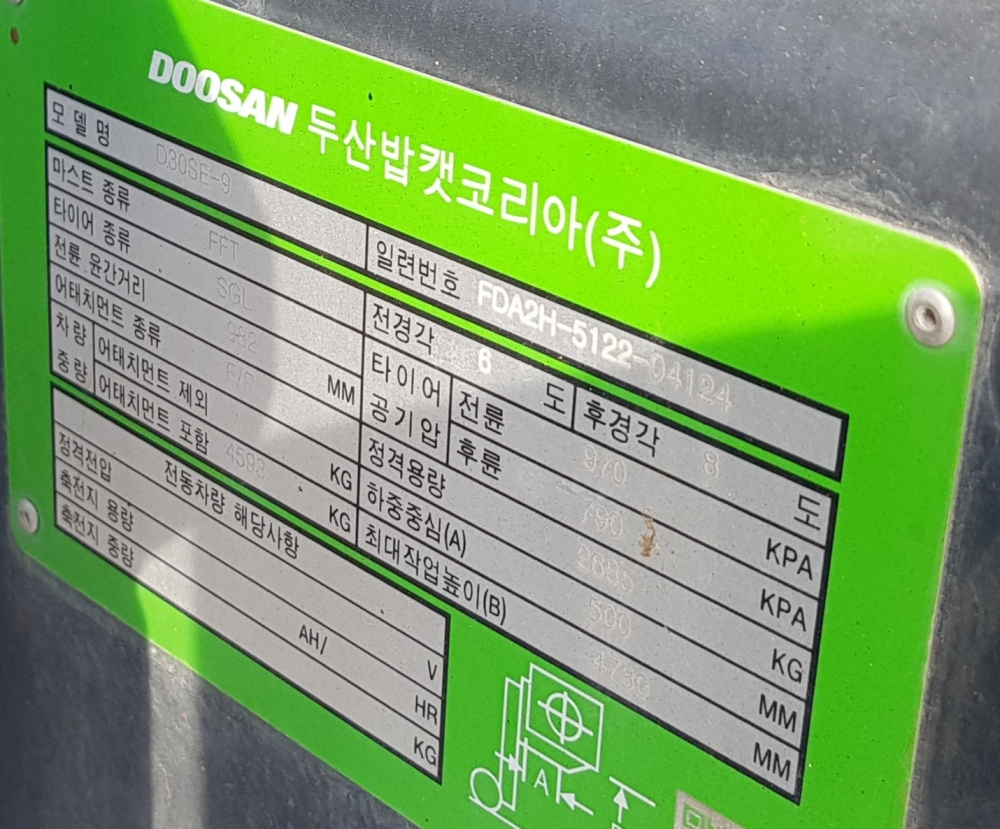 DOOSAN 두산밥캣코리아(주)
모델명 D30SE-9 일련번호 FDA2H-5122-04124
마스트 종류 FFT 전경각 6 도 후경각 8 도
타이어 종류 SGL 타이어 공기압 전륜 970 KPA
전륜 윤간거리 982 MM 후륜 790 KPA
어태치먼트 종류 정격용량 KG
차량 중량 어태치먼트 제외 KG 하중중심(A) 500 MM
어태치먼트 포함 4593 KG 최대작업높이(B) 4730 MM
전동차량 해당사항
정격전압 V
축전지 용량 AH/ HR
축전지 중량 KG
A